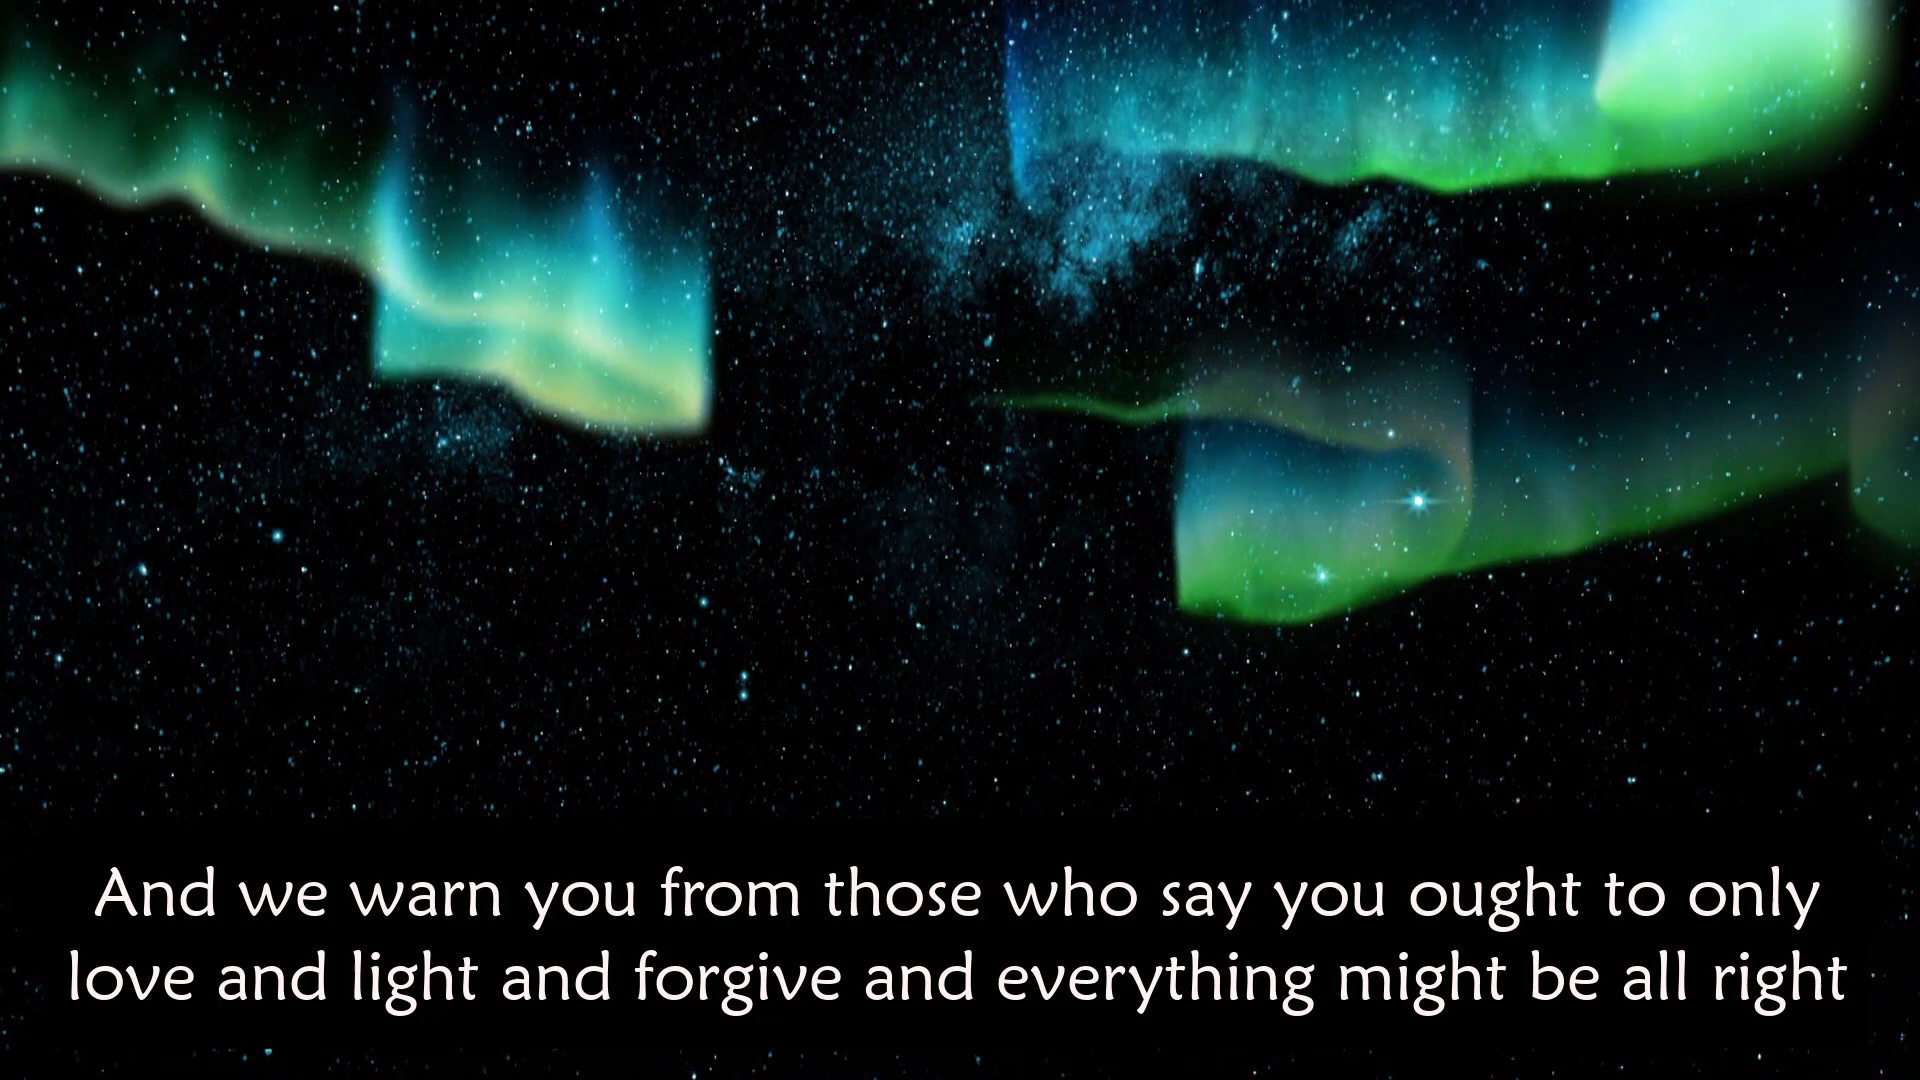 And we warn you from those who say you ought to only
love and light and forgive and everything might be all right